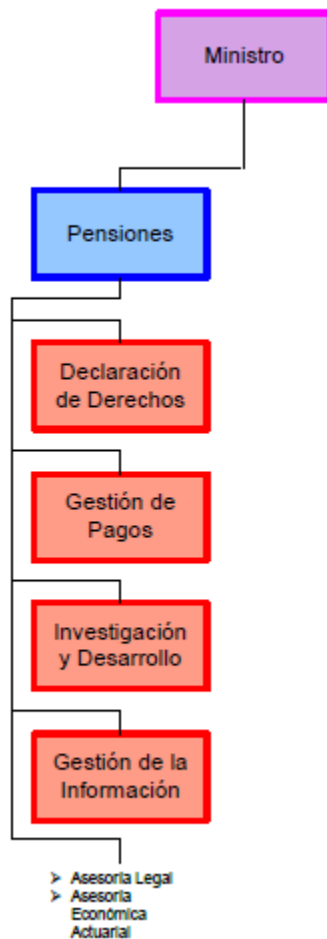 Ministro
Pensiones
Declaración
de Derechos
Gestión de
Pagos
Investigación
y Desarrollo
Gestión de la
Información
➢ Asesoría Legal
➢ Asesoría
Económica
Actuarial